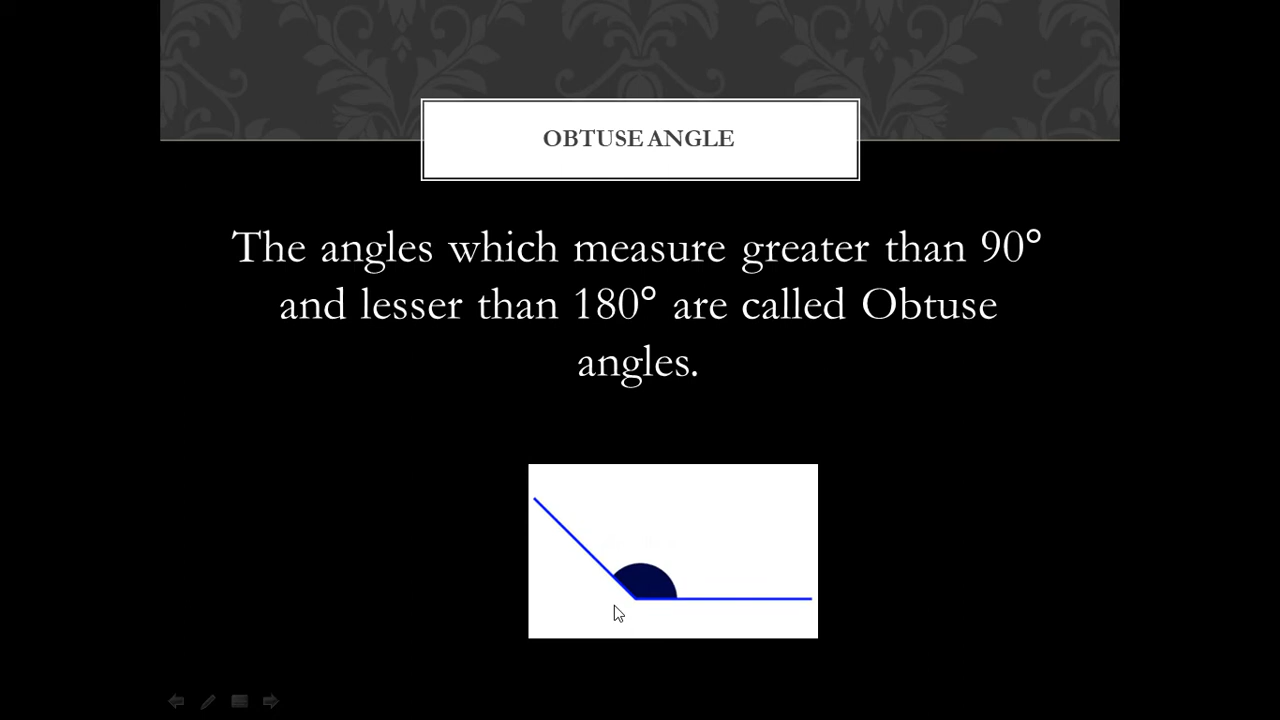 OBTUSE ANGLE
The angles which measure greater than 90°
and lesser than 180° are called Obtuse
angles.